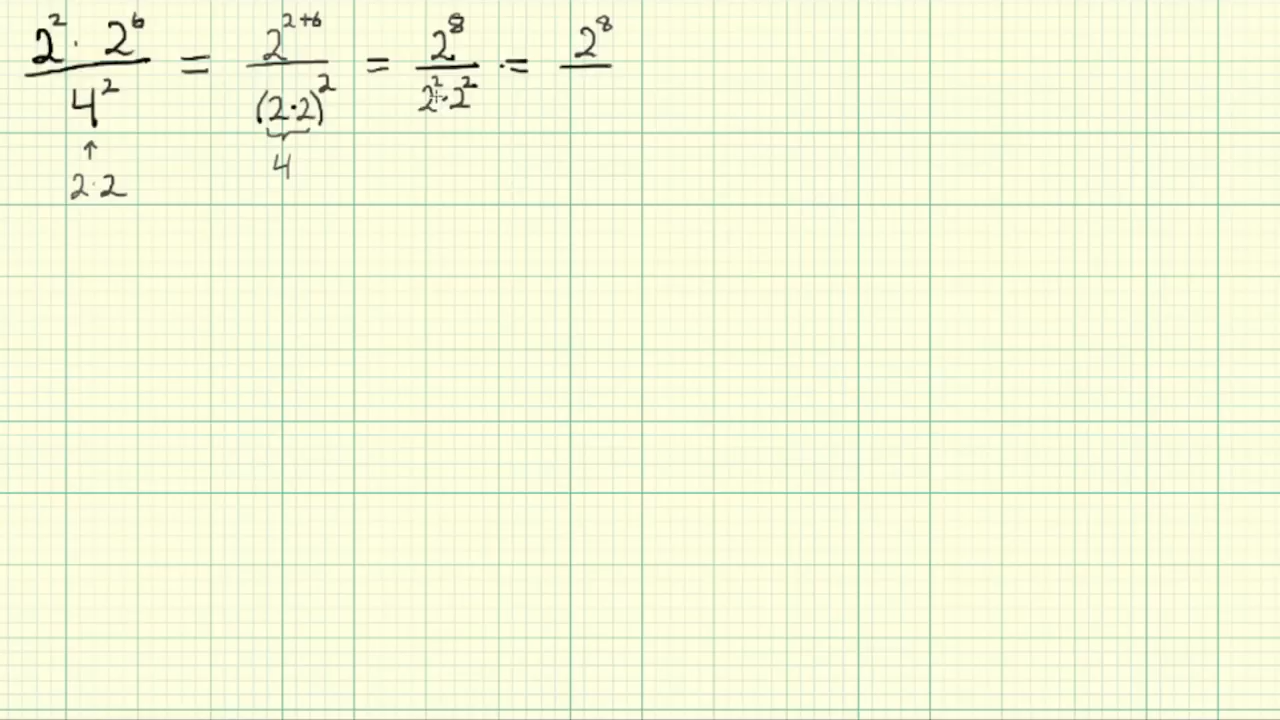 2² · 2⁶ / 4² = 2²⁺⁶ / (2·2)² = 2⁸ / 2²·2² = 2⁸ /
↑ 4
2·2